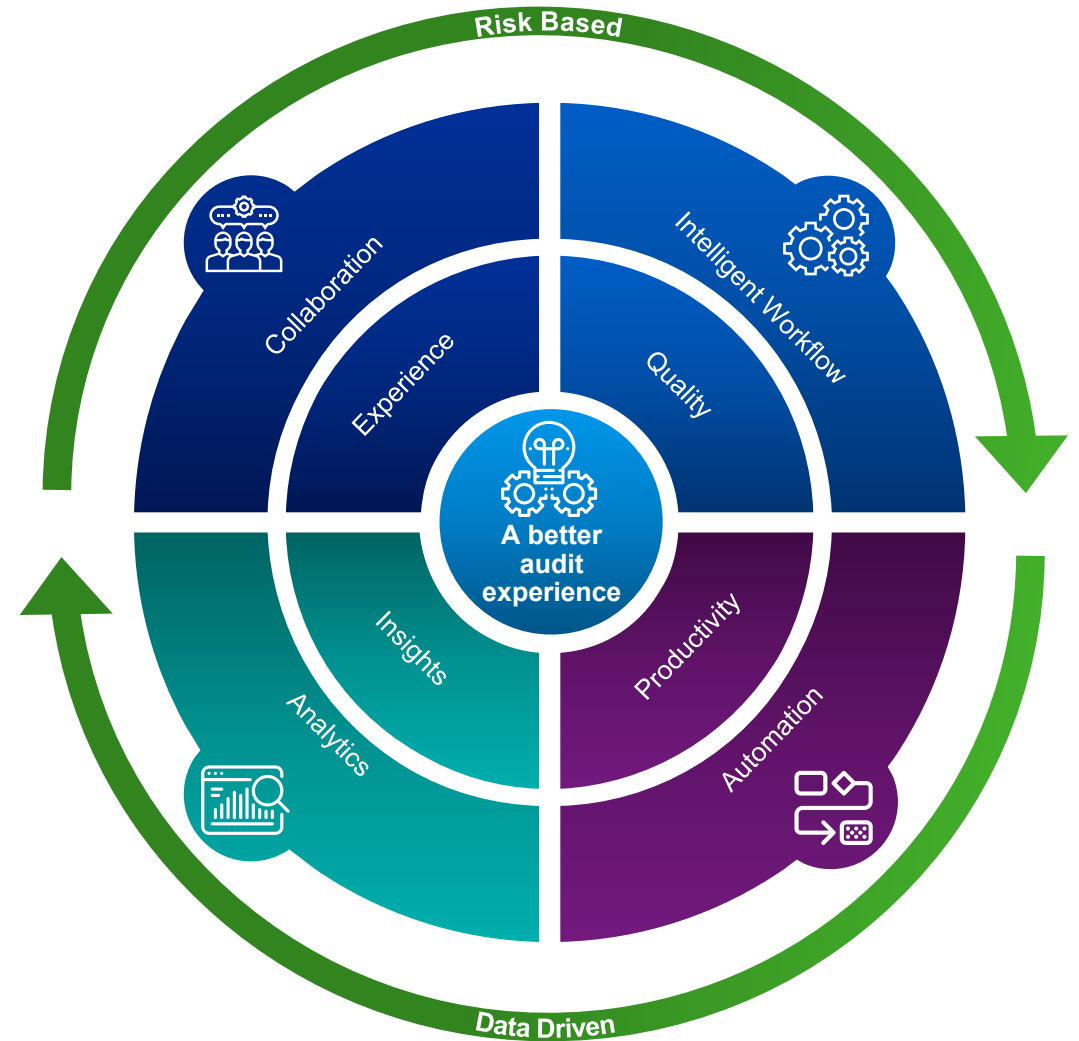 Risk Based
Collaboration
Intelligent Workflow
Experience
Quality
A better
audit
experience
Insights
Productivity
Analytics
Automation
Data Driven